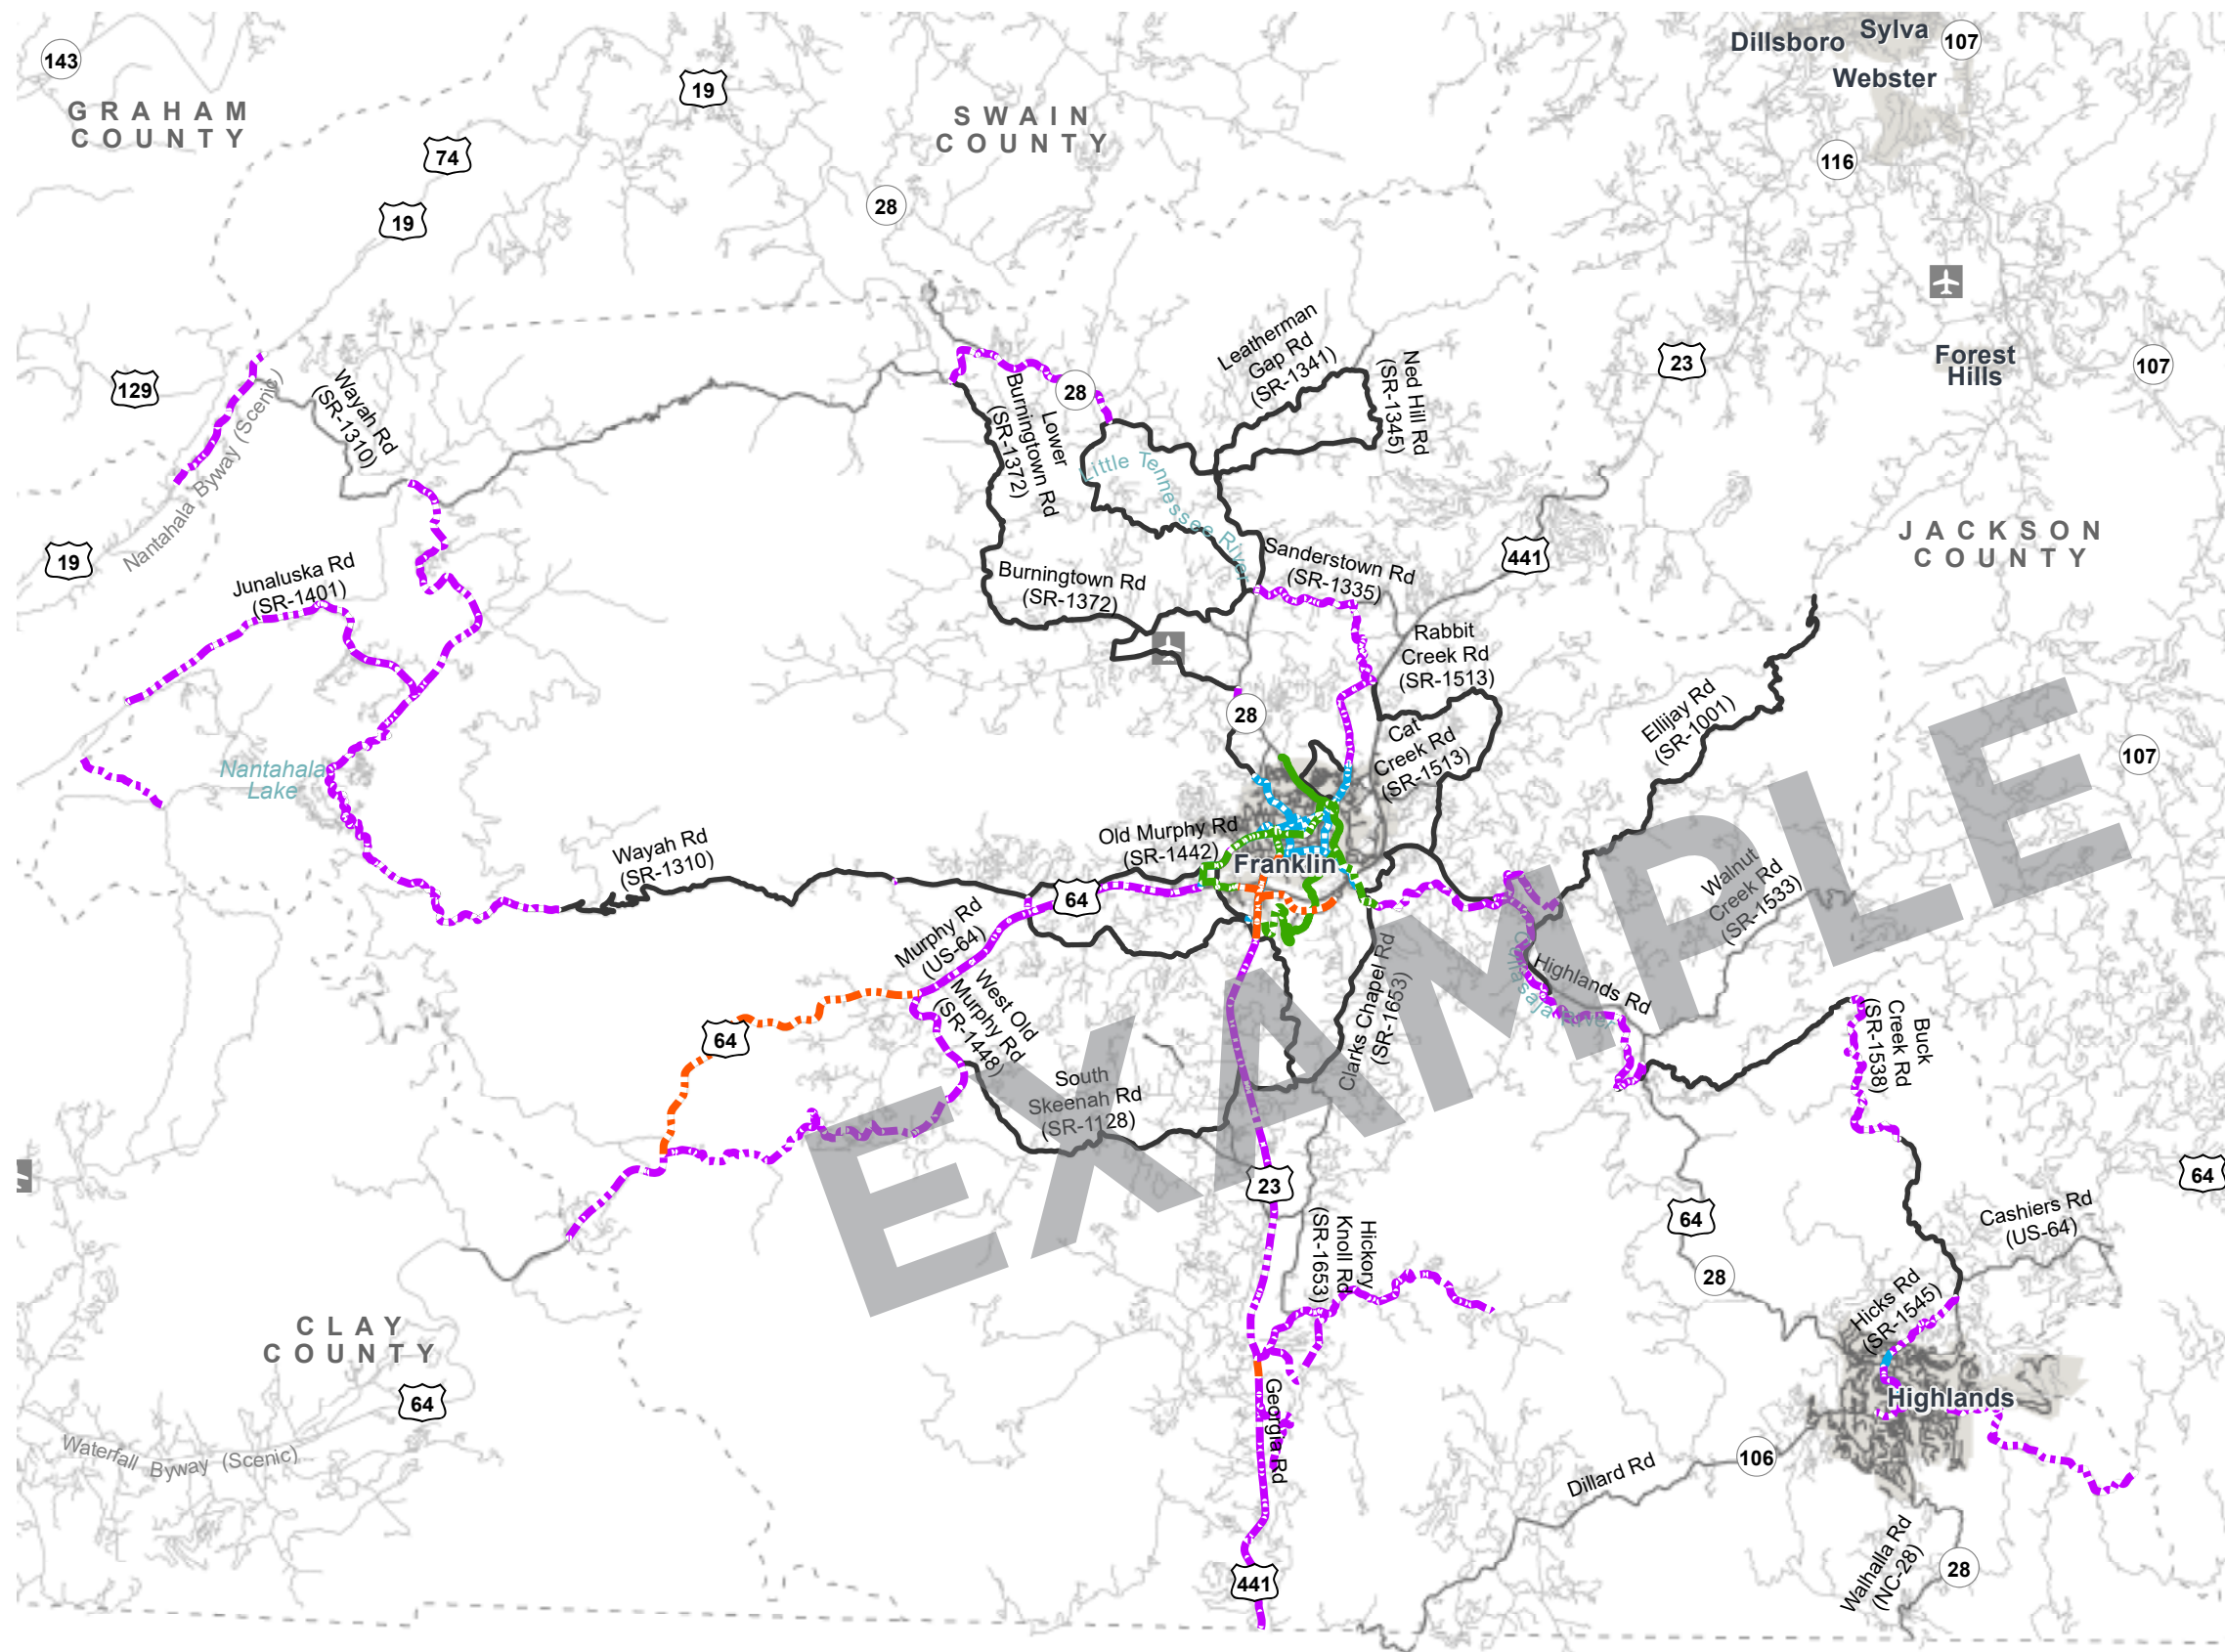 Dillsboro
Sylva
107
Webster
143
GRAHAM
COUNTY
19
SWAIN
COUNTY
74
116
28
19
Leatherman
Gap Rd
(SR-1341)
Ned Hill Rd
(SR-1345)
23
Forest
Hills
107
129
Wayah Rd
(SR-1310)
28
Lower
Burningtown Rd
(SR-1372)
Nantahala Byway (Scenic)
Little Tennessee River
JACKSON
COUNTY
19
441
Junaluska Rd
(SR-1401)
Burningtown Rd
(SR-1372)
Sanderstown Rd
(SR-1335)
Rabbit
Creek Rd
(SR-1513)
28
Cat
Creek Rd
(SR-1513)
Ellijay Rd
(SR-1001)
107
Nantahala
Lake
Wayah Rd
(SR-1310)
Old Murphy Rd
(SR-1442)
Franklin
64
Walnut
Creek Rd
(SR-1533)
Murphy Rd
(US-64)
West Old
Murphy Rd
(SR-1448)
Clarks Chapel Rd
(SR-1653)
Highlands Rd
64
South
Skeenah Rd
(SR-1128)
Buck
Creek Rd
(SR-1538)
EXAMPLE
23
64
64
Cashiers Rd
(US-64)
Hickory
Knoll Rd
(SR-1653)
28
Hicks Rd
(SR-1545)
CLAY
COUNTY
64
Highlands
Georgia Rd
Waterfall Byway (Scenic)
106
Dillard Rd
441
Walhalla Rd
(NC-28)
28